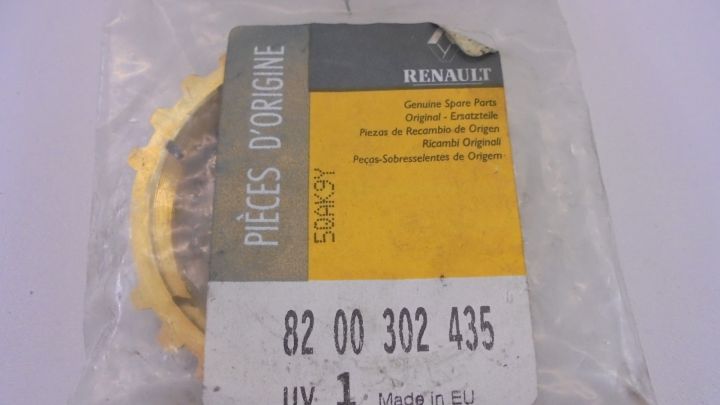 PIÈCES D'ORIGINE
RENAULT
Genuine Spare Parts
Original - Ersatzteile
Piezas de Recambio de Origen
Ricambi Originali
Peças-Sobresselentes de Origem
50AK9Y
82 00 302 435
UV 1 Made in EU